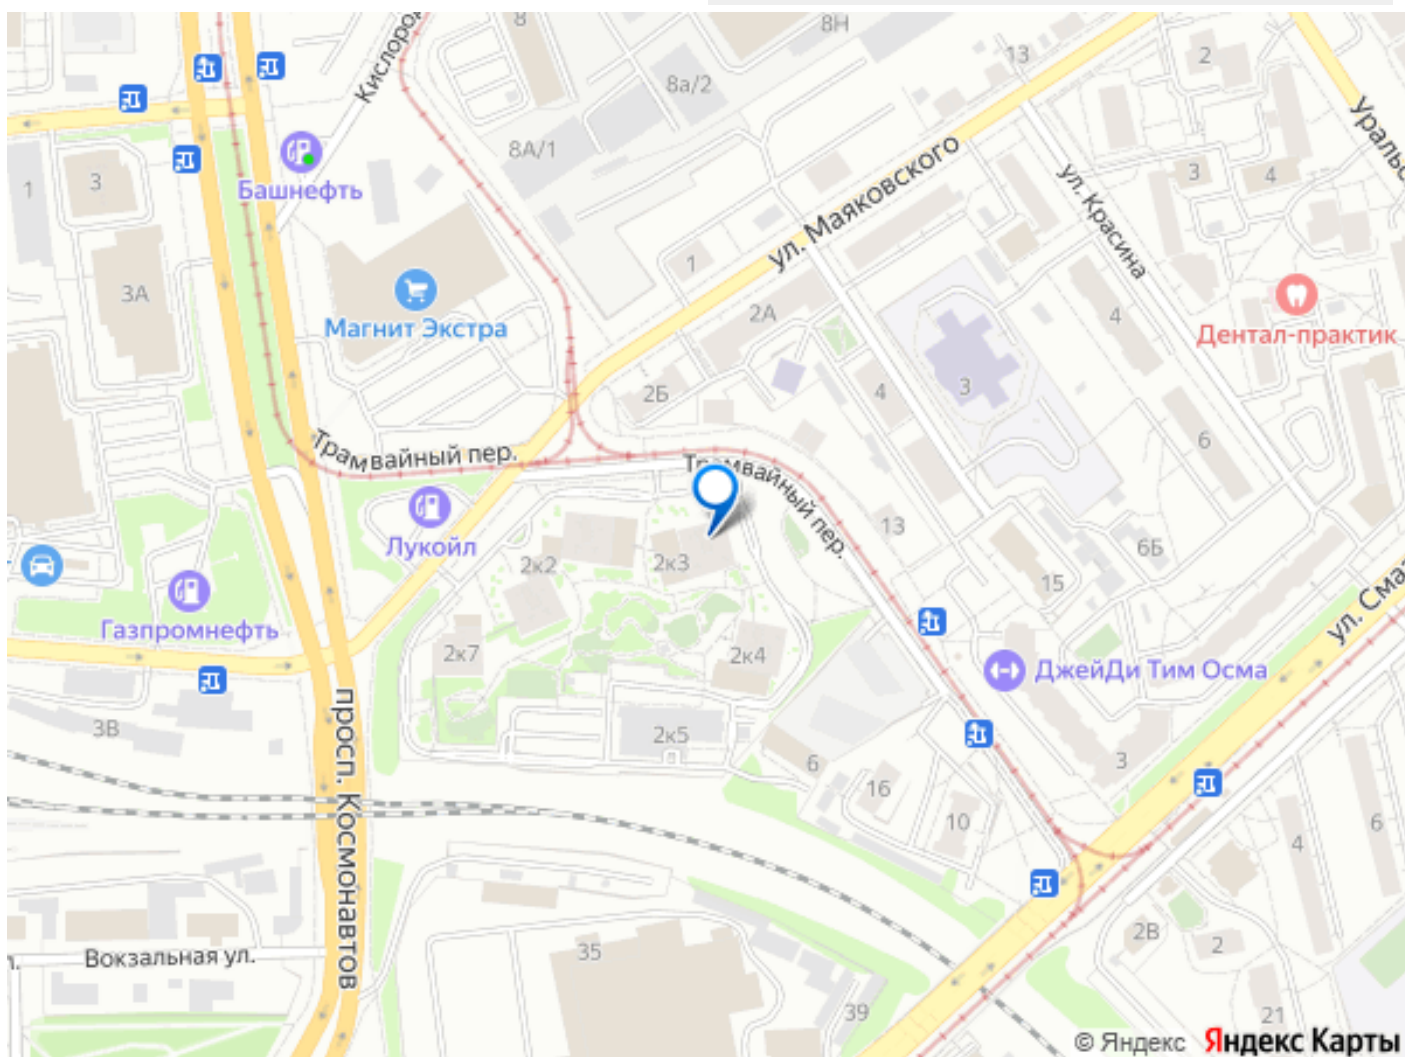 8
8Н
13
2
Кислород
8а/2
8А/1
Уральс
1
3
Башнефть
ул. Маяковского
ул. Красина
3
4
3А
Магнит Экстра
1
2А
4
Дентал-практик
2Б
4
3
6
Трамвайный пер.
Трамвайный пер.
Лукойл
13
6Б
2к2
2к3
15
Газпромнефть
2к7
2к4
ул. Сма
ДжейДи Тим Осма
3В
2к5
6
3
16
10
4
6
просп. Космонавтов
35
2В
2
Вокзальная ул.
39
21
© Яндекс Яндекс Карты